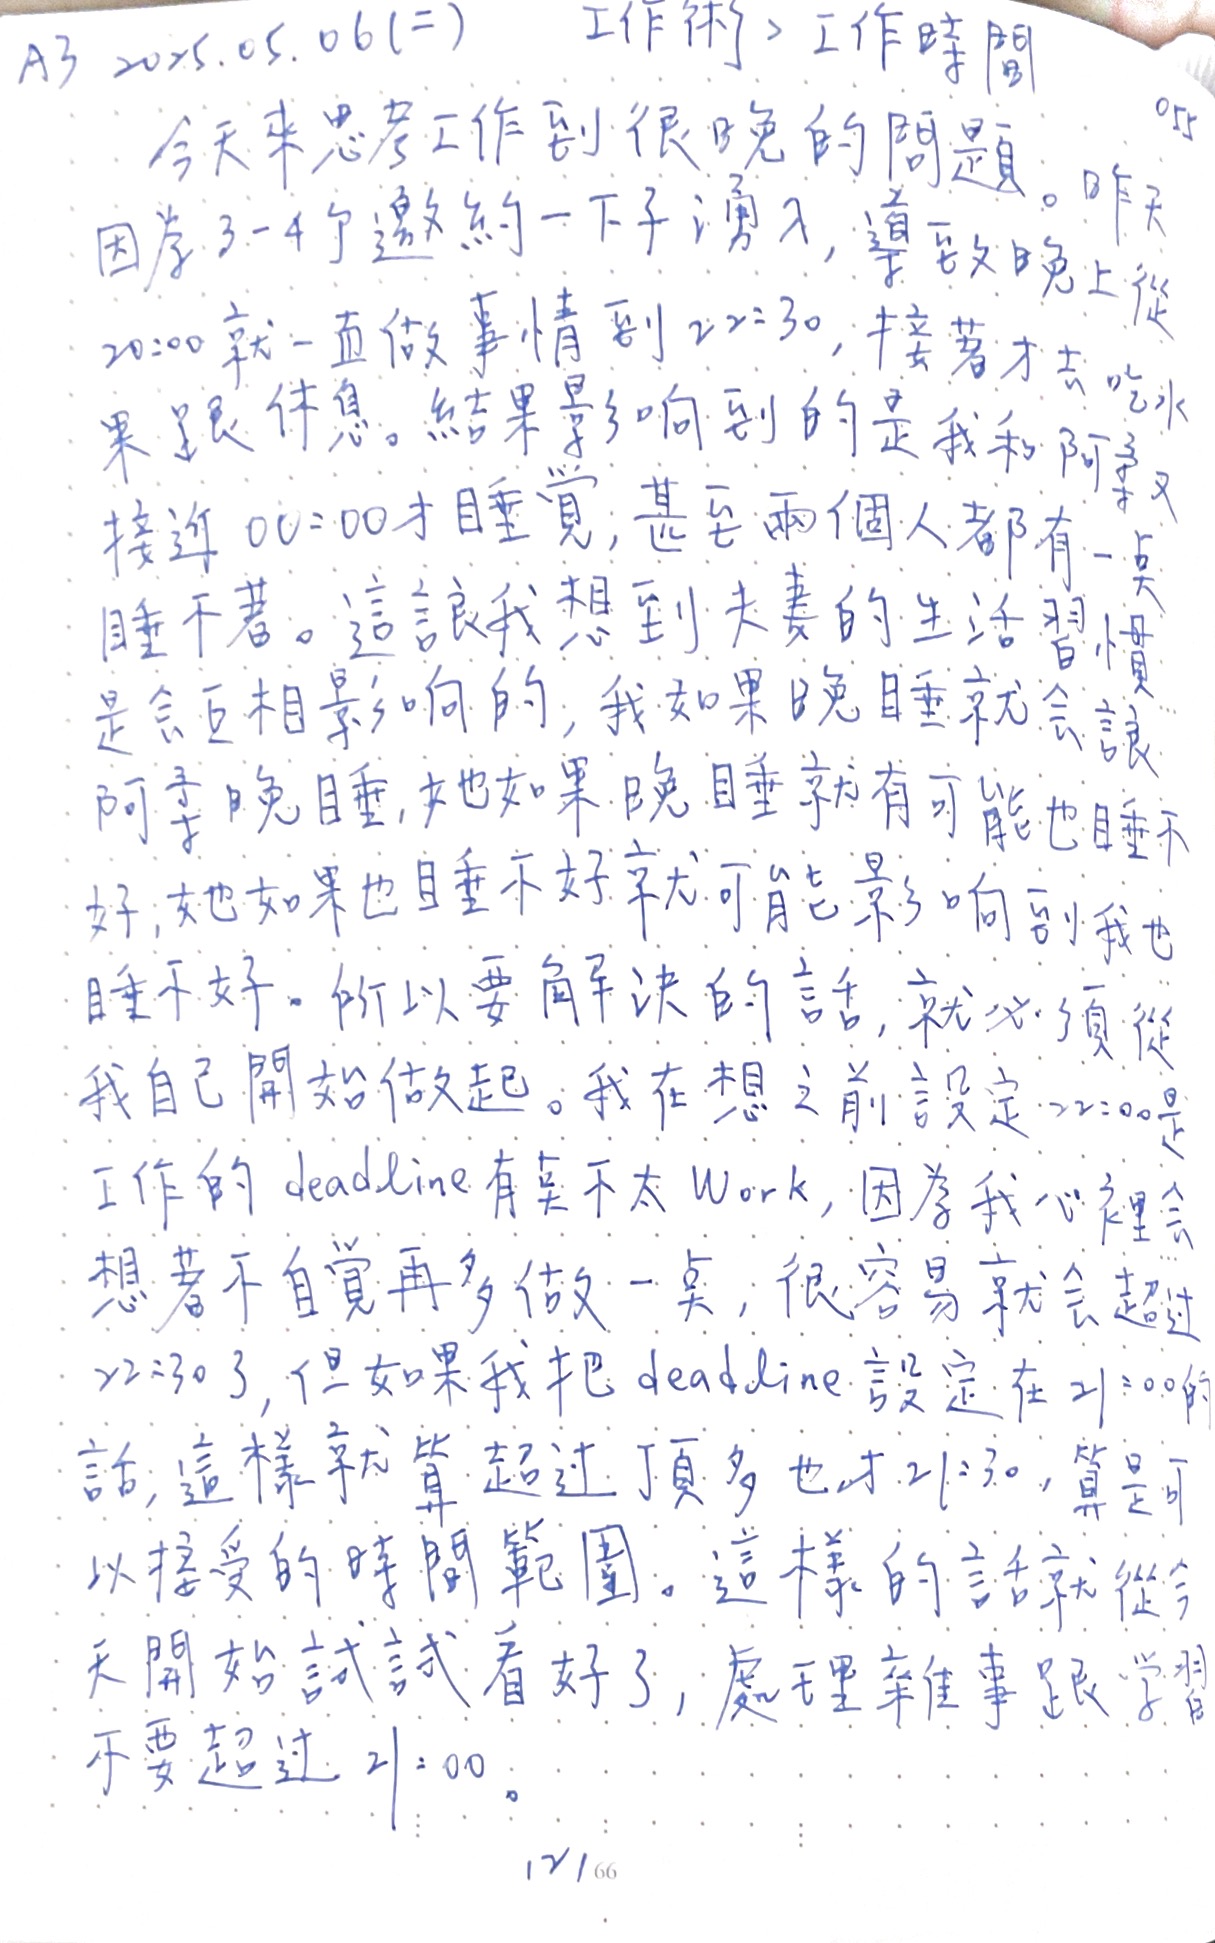 A3 2025.05.06(二) 工作術>工作時間
055
今天來思考工作到很晚的問題。昨天
因為3-4個邀約一下子湧入,導致晚上從
20:00就一直做事情到22:30,接著才去吃水
果跟休息。結果影响到的是我和阿柔又
接近00:00才睡覚,甚至兩個人都有一点
睡不著。這讓我想到夫妻的生活習慣
是会互相影响的,我如果晚睡就会讓
阿柔晚睡,她如果晚睡就有可能也睡不
好,她如果也睡不好就可能影响到我也
睡不好。所以要解決的話,就必須從
我自己開始做起。我在想之前設定22:00是
工作的deadline有点不太Work,因為我心裡会
想著不自覚再多做一点,很容易就会超过
22:30了,但如果我把deadline設定在21:00的
話,這樣就算超过頂多也才21:30,算是可
以接受的時間範圍。這樣的話就從今
天開始試試看好了,處理雜事跟学習
不要超过21:00。
121
66